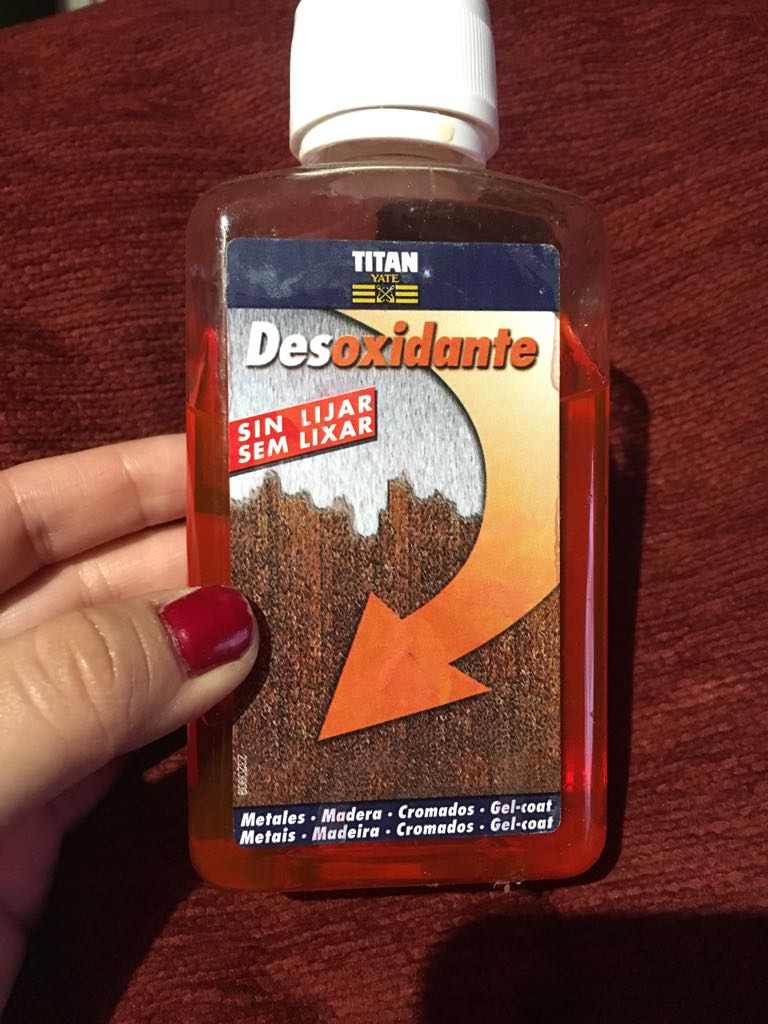 TITAN
YATE
Desoxidante
SIN LIJAR
SEM LIXAR
Metales · Madera · Cromados · Gel-coat
Metais · Madeira · Cromados · Gel-coat